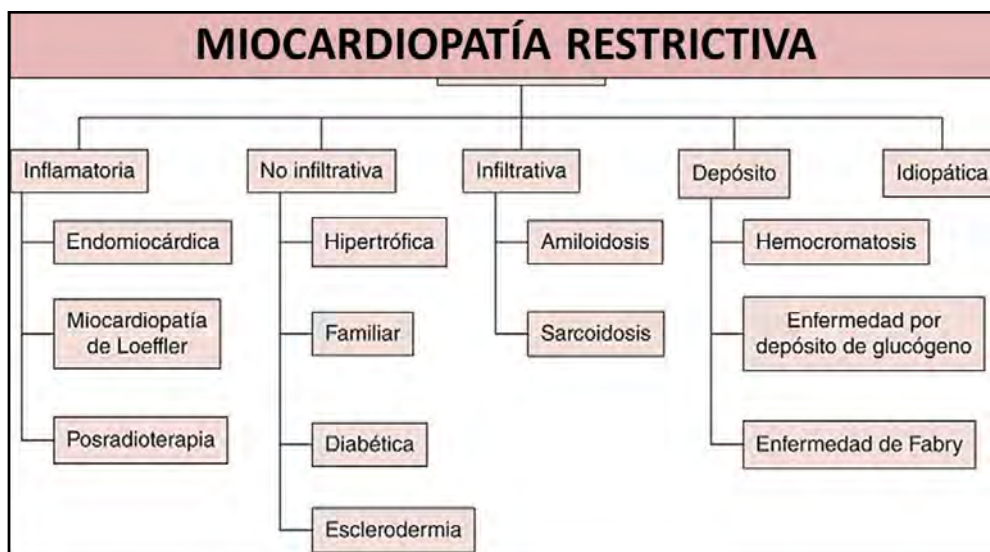 MIOCARDIOPATÍA RESTRICTIVA
Inflamatoria
No infiltrativa
Infiltrativa
Depósito
Idiopática
Endomiocárdica
Miocardiopatía
de Loeffler
Posradioterapia
Hipertrófica
Familiar
Diabética
Esclerodermia
Amiloidosis
Sarcoidosis
Hemocromatosis
Enfermedad por
depósito de glucógeno
Enfermedad de Fabry